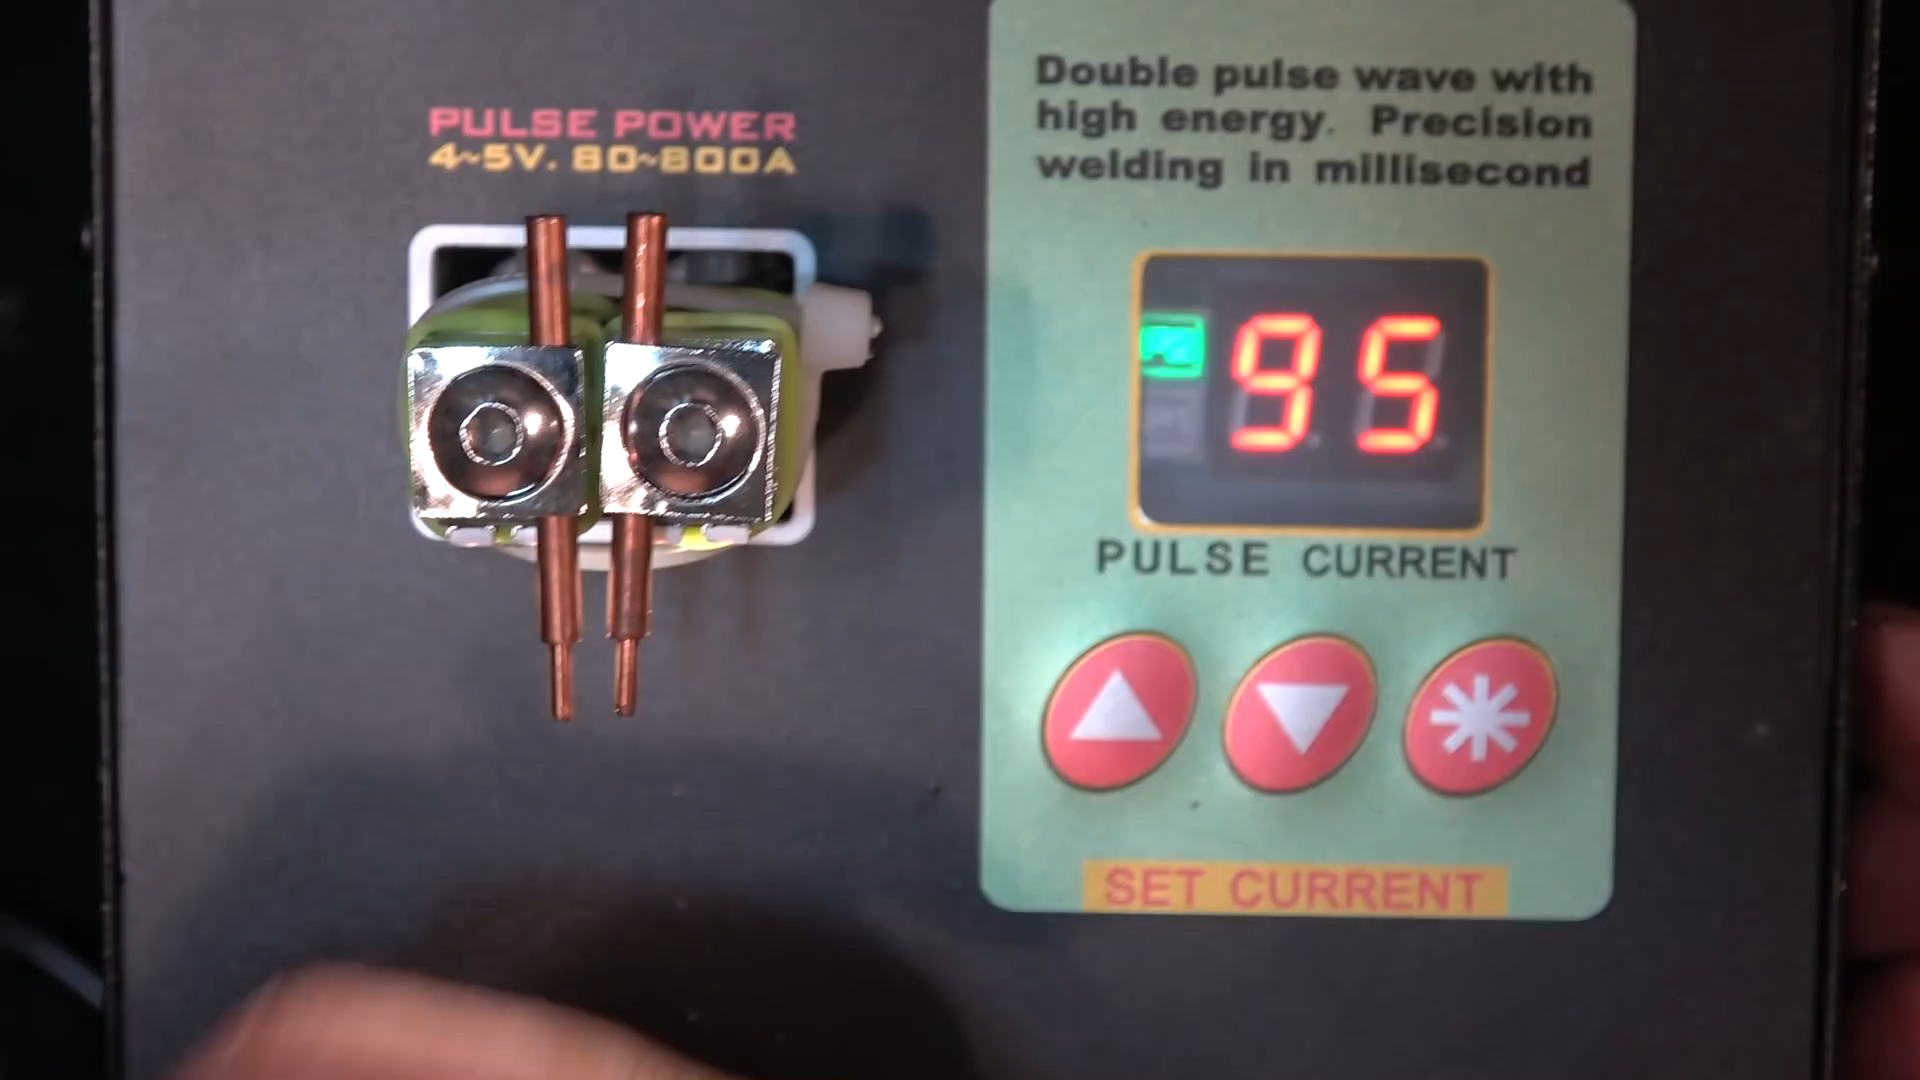 PULSE POWER
4~5V. 80~800A
Double pulse wave with
high energy. Precision
welding in millisecond
95
PULSE CURRENT
SET CURRENT